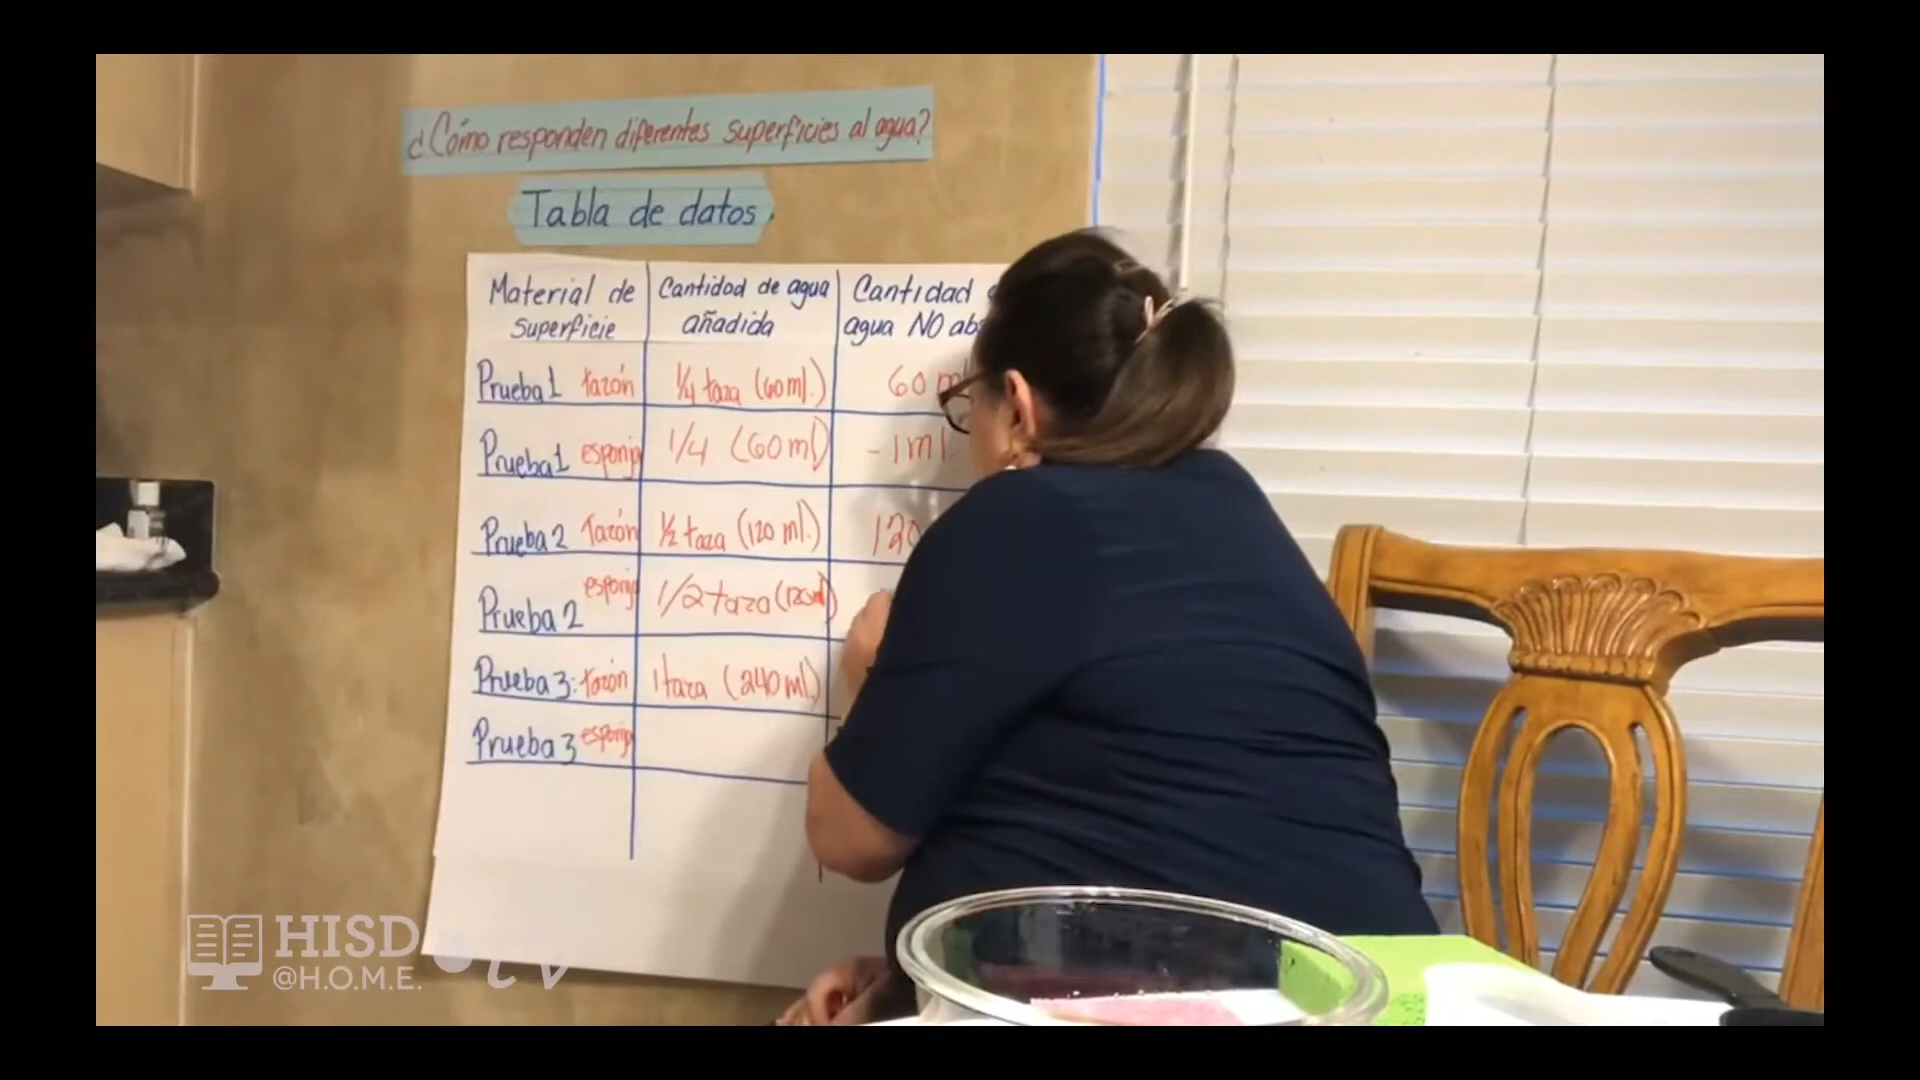 ¿Cómo responden diferentes superficies al agua?
Tabla de datos.
Material de superficie
Cantidad de agua añadida
Cantidad
agua NO
Prueba 1 tazón 1/4 taza (60 ml.) 60 ml
Prueba 1 esponja 1/4 (60 ml) - 1 ml.
Prueba 2 Tazón 1/2 taza (120 ml.) 120
Prueba 2 esponja 1/2 taza (120ml)
Prueba 3: tazón 1 taza (240 ml.)
Prueba 3 esponja
HISD
@H.O.M.E.